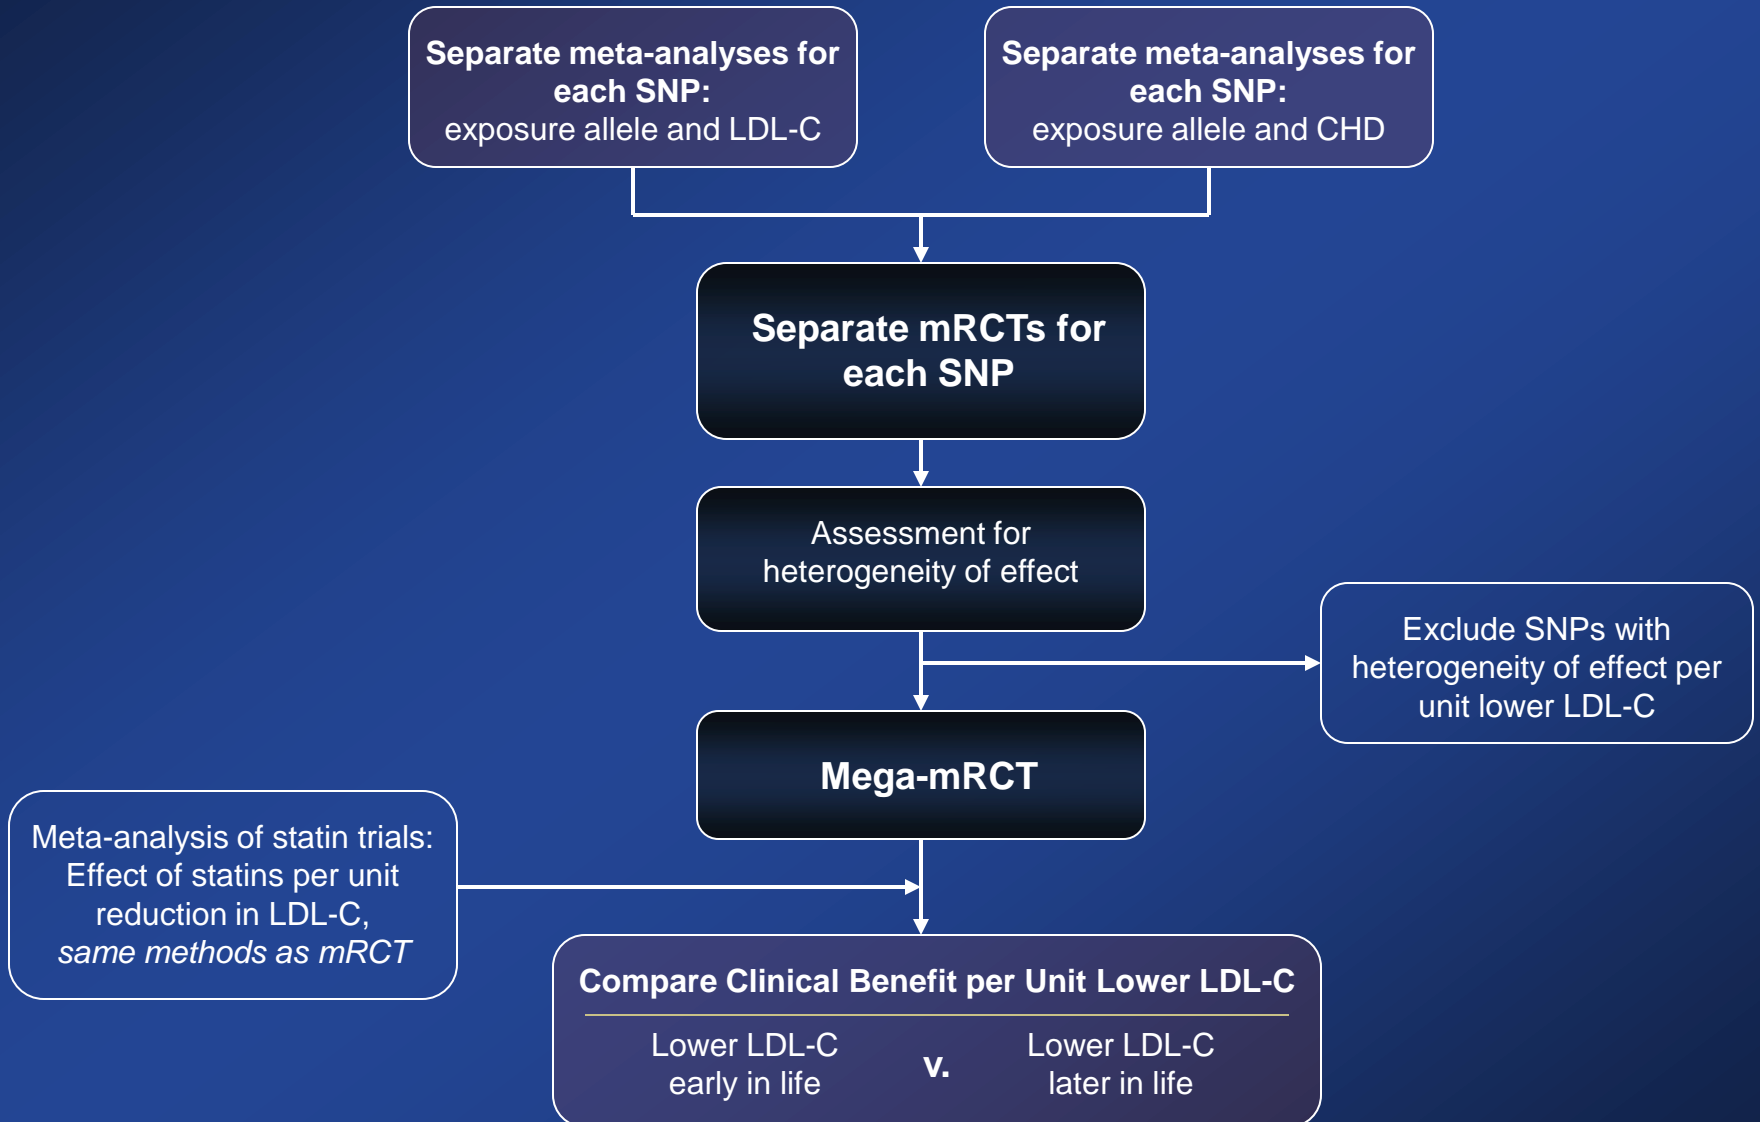 Separate meta-analyses for
each SNP:
exposure allele and LDL-C
Separate meta-analyses for
each SNP:
exposure allele and CHD
Separate mRCTs for
each SNP
Assessment for
heterogeneity of effect
Exclude SNPs with
heterogeneity of effect per
unit lower LDL-C
Mega-mRCT
Meta-analysis of statin trials:
Effect of statins per unit
reduction in LDL-C,
same methods as mRCT
Compare Clinical Benefit per Unit Lower LDL-C
Lower LDL-C
early in life
v.
Lower LDL-C
later in life